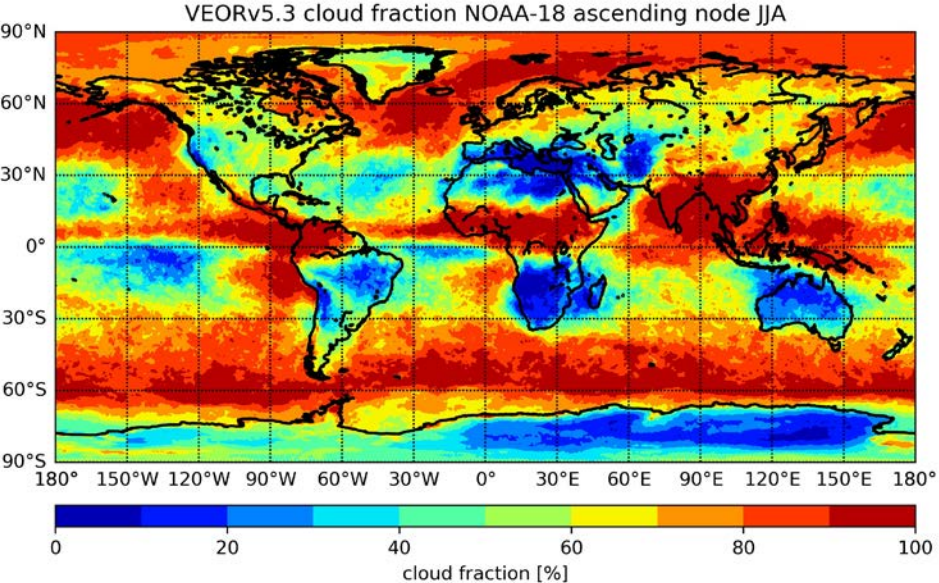 VEORv5.3 cloud fraction NOAA-18 ascending node JJA
90°N
60°N
30°N
0°
30°S
60°S
90°S
180° 150°W 120°W 90°W 60°W 30°W 0° 30°E 60°E 90°E 120°E 150°E 180°
0 20 40 60 80 100
cloud fraction [%]